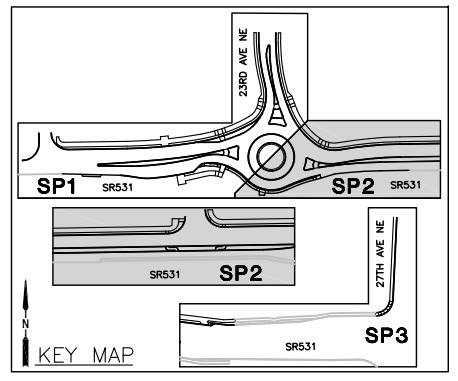 23RD AVE NE
SP1
SR531
SP2
SR531
SR531
SP2
27TH AVE NE
SP3
SR531
N
KEY MAP